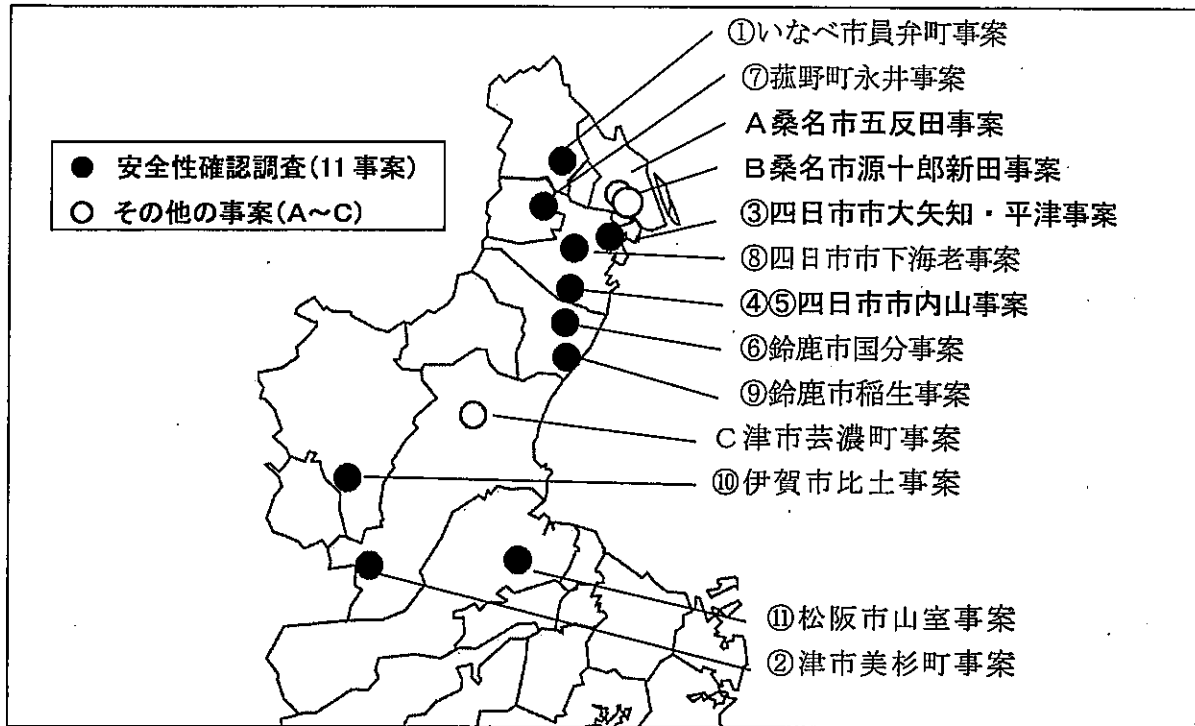 ①いなべ市員弁町事案
⑦菰野町永井事案
A桑名市五反田事案
B桑名市源十郎新田事案
③四日市市大矢知・平津事案
⑧四日市市下海老事案
④⑤四日市市内山事案
⑥鈴鹿市国分事案
⑨鈴鹿市稲生事案
C津市芸濃町事案
⑩伊賀市比土事案
⑪松阪市山室事案
②津市美杉町事案
● 安全性確認調査(11事案)
○ その他の事案(A~C)